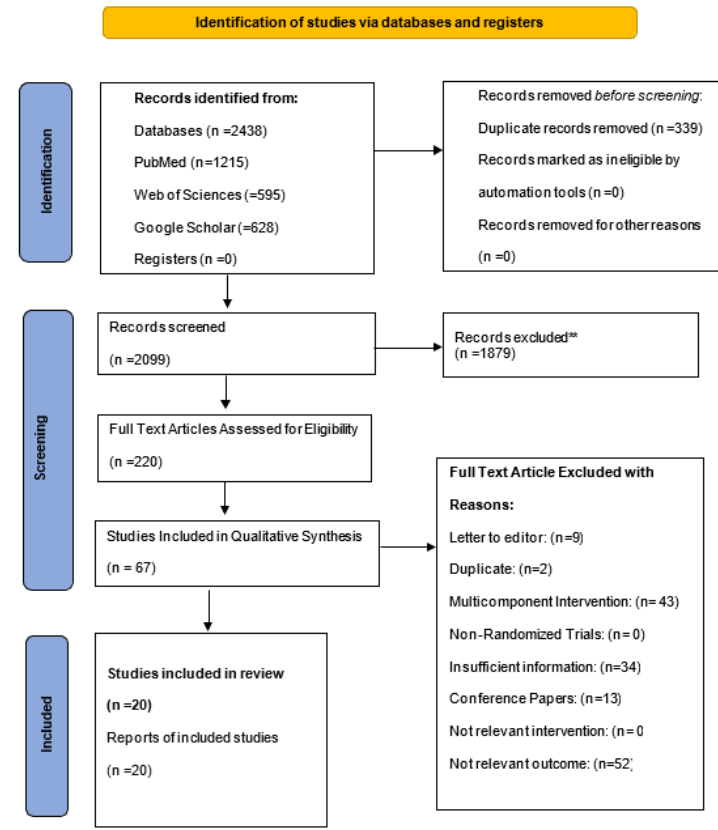 Identification of studies via databases and registers
Identification
Records identified from:
Databases (n =2438)
PubMed (n=1215)
Web of Sciences (=595)
Google Scholar(=628)
Registers (n =0)
Records removed before screening:
Duplicate records removed (n =339)
Records marked as ineligible by
automation tools (n =0)
Records removed for other reasons
(n =0)
Screening
Records screened
(n =2099)
Records excluded**
(n =1879)
Full Text Articles Assessed for Eligibility
(n =220)
Studies Included in Qualitative Synthesis
(n = 67)
Full Text Article Excluded with
Reasons:
Letter to editor: (n=9)
Duplicate: (n=2)
Multicomponent Intervention: (n= 43)
Non-Randomized Trials: (n= 0)
Insufficient information: (n=34)
Conference Papers: (n=13)
Not relevant intervention: (n= 0
Not relevant outcome: (n=52)
Included
Studies included in review
(n =20)
Reports of included studies
(n =20)